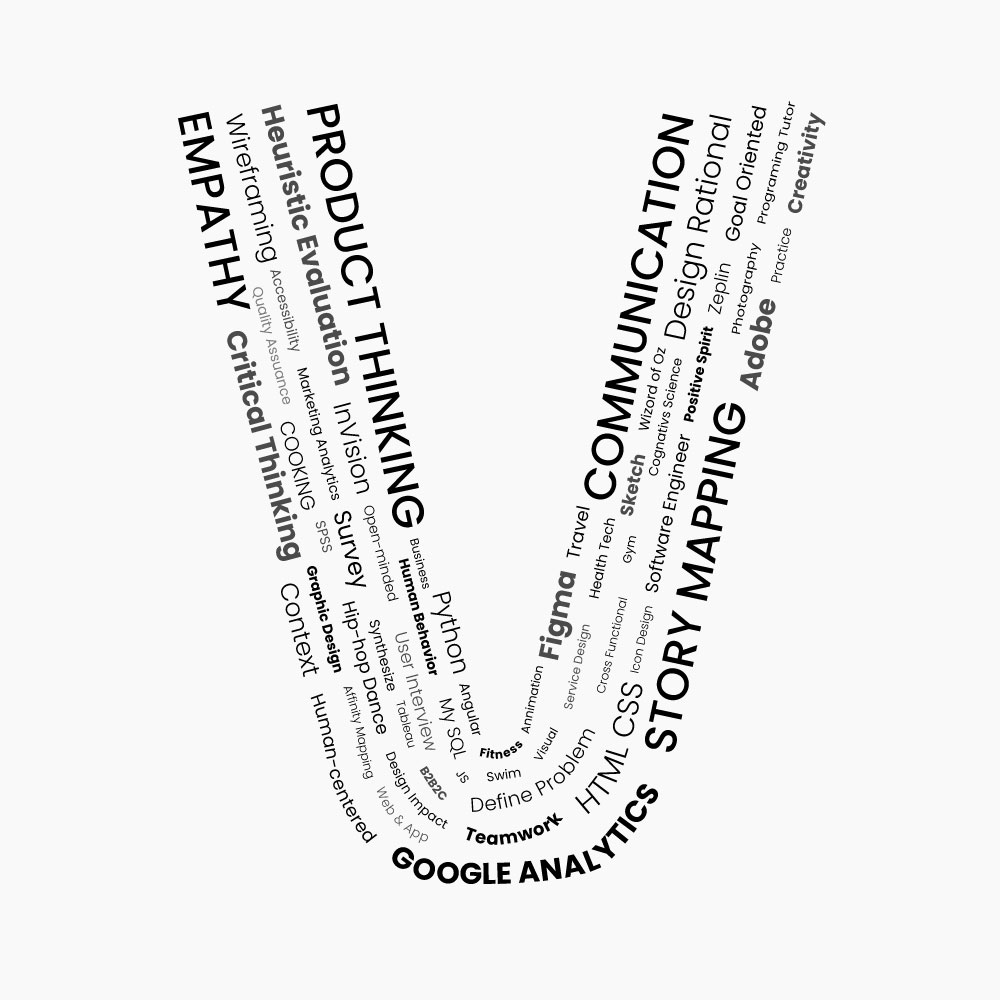 EMPATHY
Wireframing
Heuristic Evaluation
PRODUCT THINKING
Quality Assuance
Accessibility
Critical Thinking
COOKING
Marketing Analytics
InVision
SPSS
Survey
Open-minded
Business
Context
Graphic Design
Hip-hop Dance
Synthesize
User Interview
Human Behavior
Python
Human-centered
Affinity Mapping
Tableau
My SQL
Angular
Web & App
Design Impact
B2B2C
JS
Fitness
Swim
Visual
Define Problem
Teamwork
GOOGLE ANALYTICS
HTML CSS
Annimation
Figma
Travel
COMMUNICATION
Service Design
Health Tech
Sketch
Wizord of Oz
Design Rational
Cross Functional
Gym
Cognativs Science
Positive Spirit
Zeplin
Goal Oriented
Icon Design
Software Engineer
Photography
Programing Tutor
STORY MAPPING
Adobe
Practice
Creativity